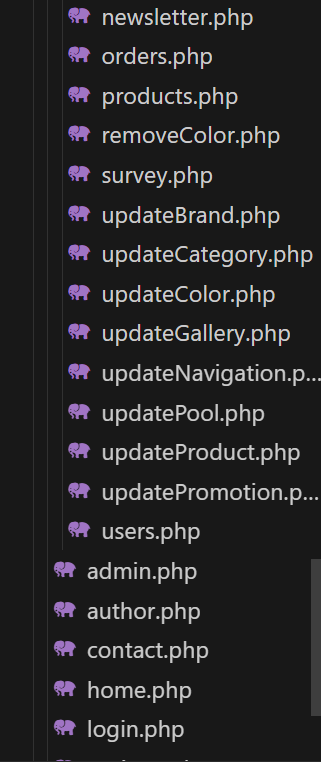 newsletter.php
orders.php
products.php
removeColor.php
survey.php
updateBrand.php
updateCategory.php
updateColor.php
updateGallery.php
updateNavigation.p...
updatePool.php
updateProduct.php
updatePromotion.p...
users.php
admin.php
author.php
contact.php
home.php
login.php